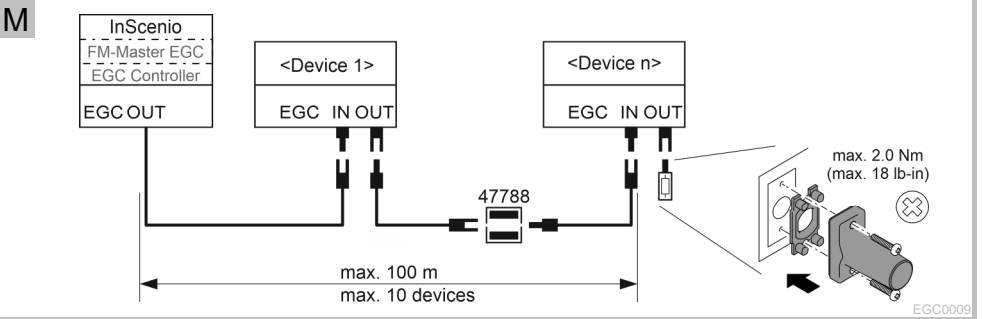 M
InScenio
FM-Master EGC
EGC Controller
EGC OUT
<Device 1>
EGC IN OUT
<Device n>
EGC IN OUT
47788
max. 2.0 Nm
(max. 18 lb-in)
max. 100 m
max. 10 devices
EGC0009